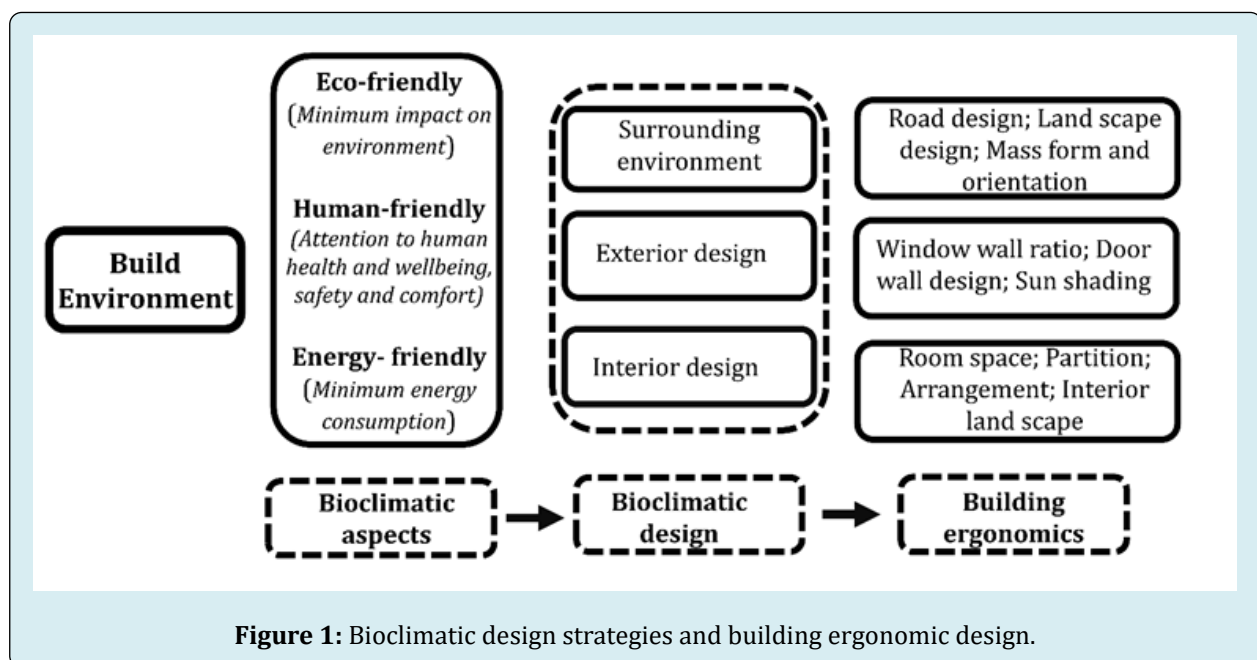 Build
Environment
Eco-friendly
(Minimum impact on
environment)
Human-friendly
(Attention to human
health and wellbeing,
safety and comfort)
Energy- friendly
(Minimum energy
consumption)
Surrounding
environment
Exterior design
Interior design
Road design; Land scape
design; Mass form and
orientation
Window wall ratio; Door
wall design; Sun shading
Room space; Partition;
Arrangement; Interior
land scape
Bioclimatic
aspects
Bioclimatic
design
Building
ergonomics
Figure 1: Bioclimatic design strategies and building ergonomic design.